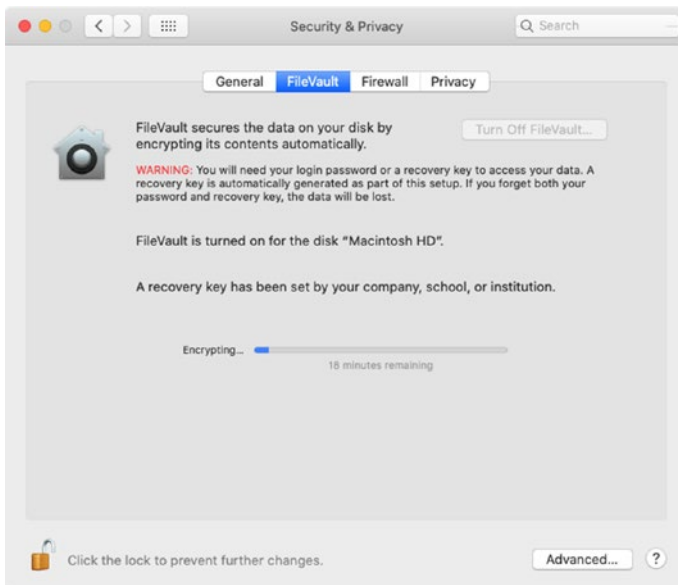 Security & Privacy
Search
General FileVault Firewall Privacy
FileVault secures the data on your disk by
encrypting its contents automatically.
Turn Off FileVault...
WARNING: You will need your login password or a recovery key to access your data. A
recovery key is automatically generated as part of this setup. If you forget both your
password and recovery key, the data will be lost.
FileVault is turned on for the disk “Macintosh HD”.
A recovery key has been set by your company, school, or institution.
Encrypting...
18 minutes remaining
Click the lock to prevent further changes.
Advanced... ?